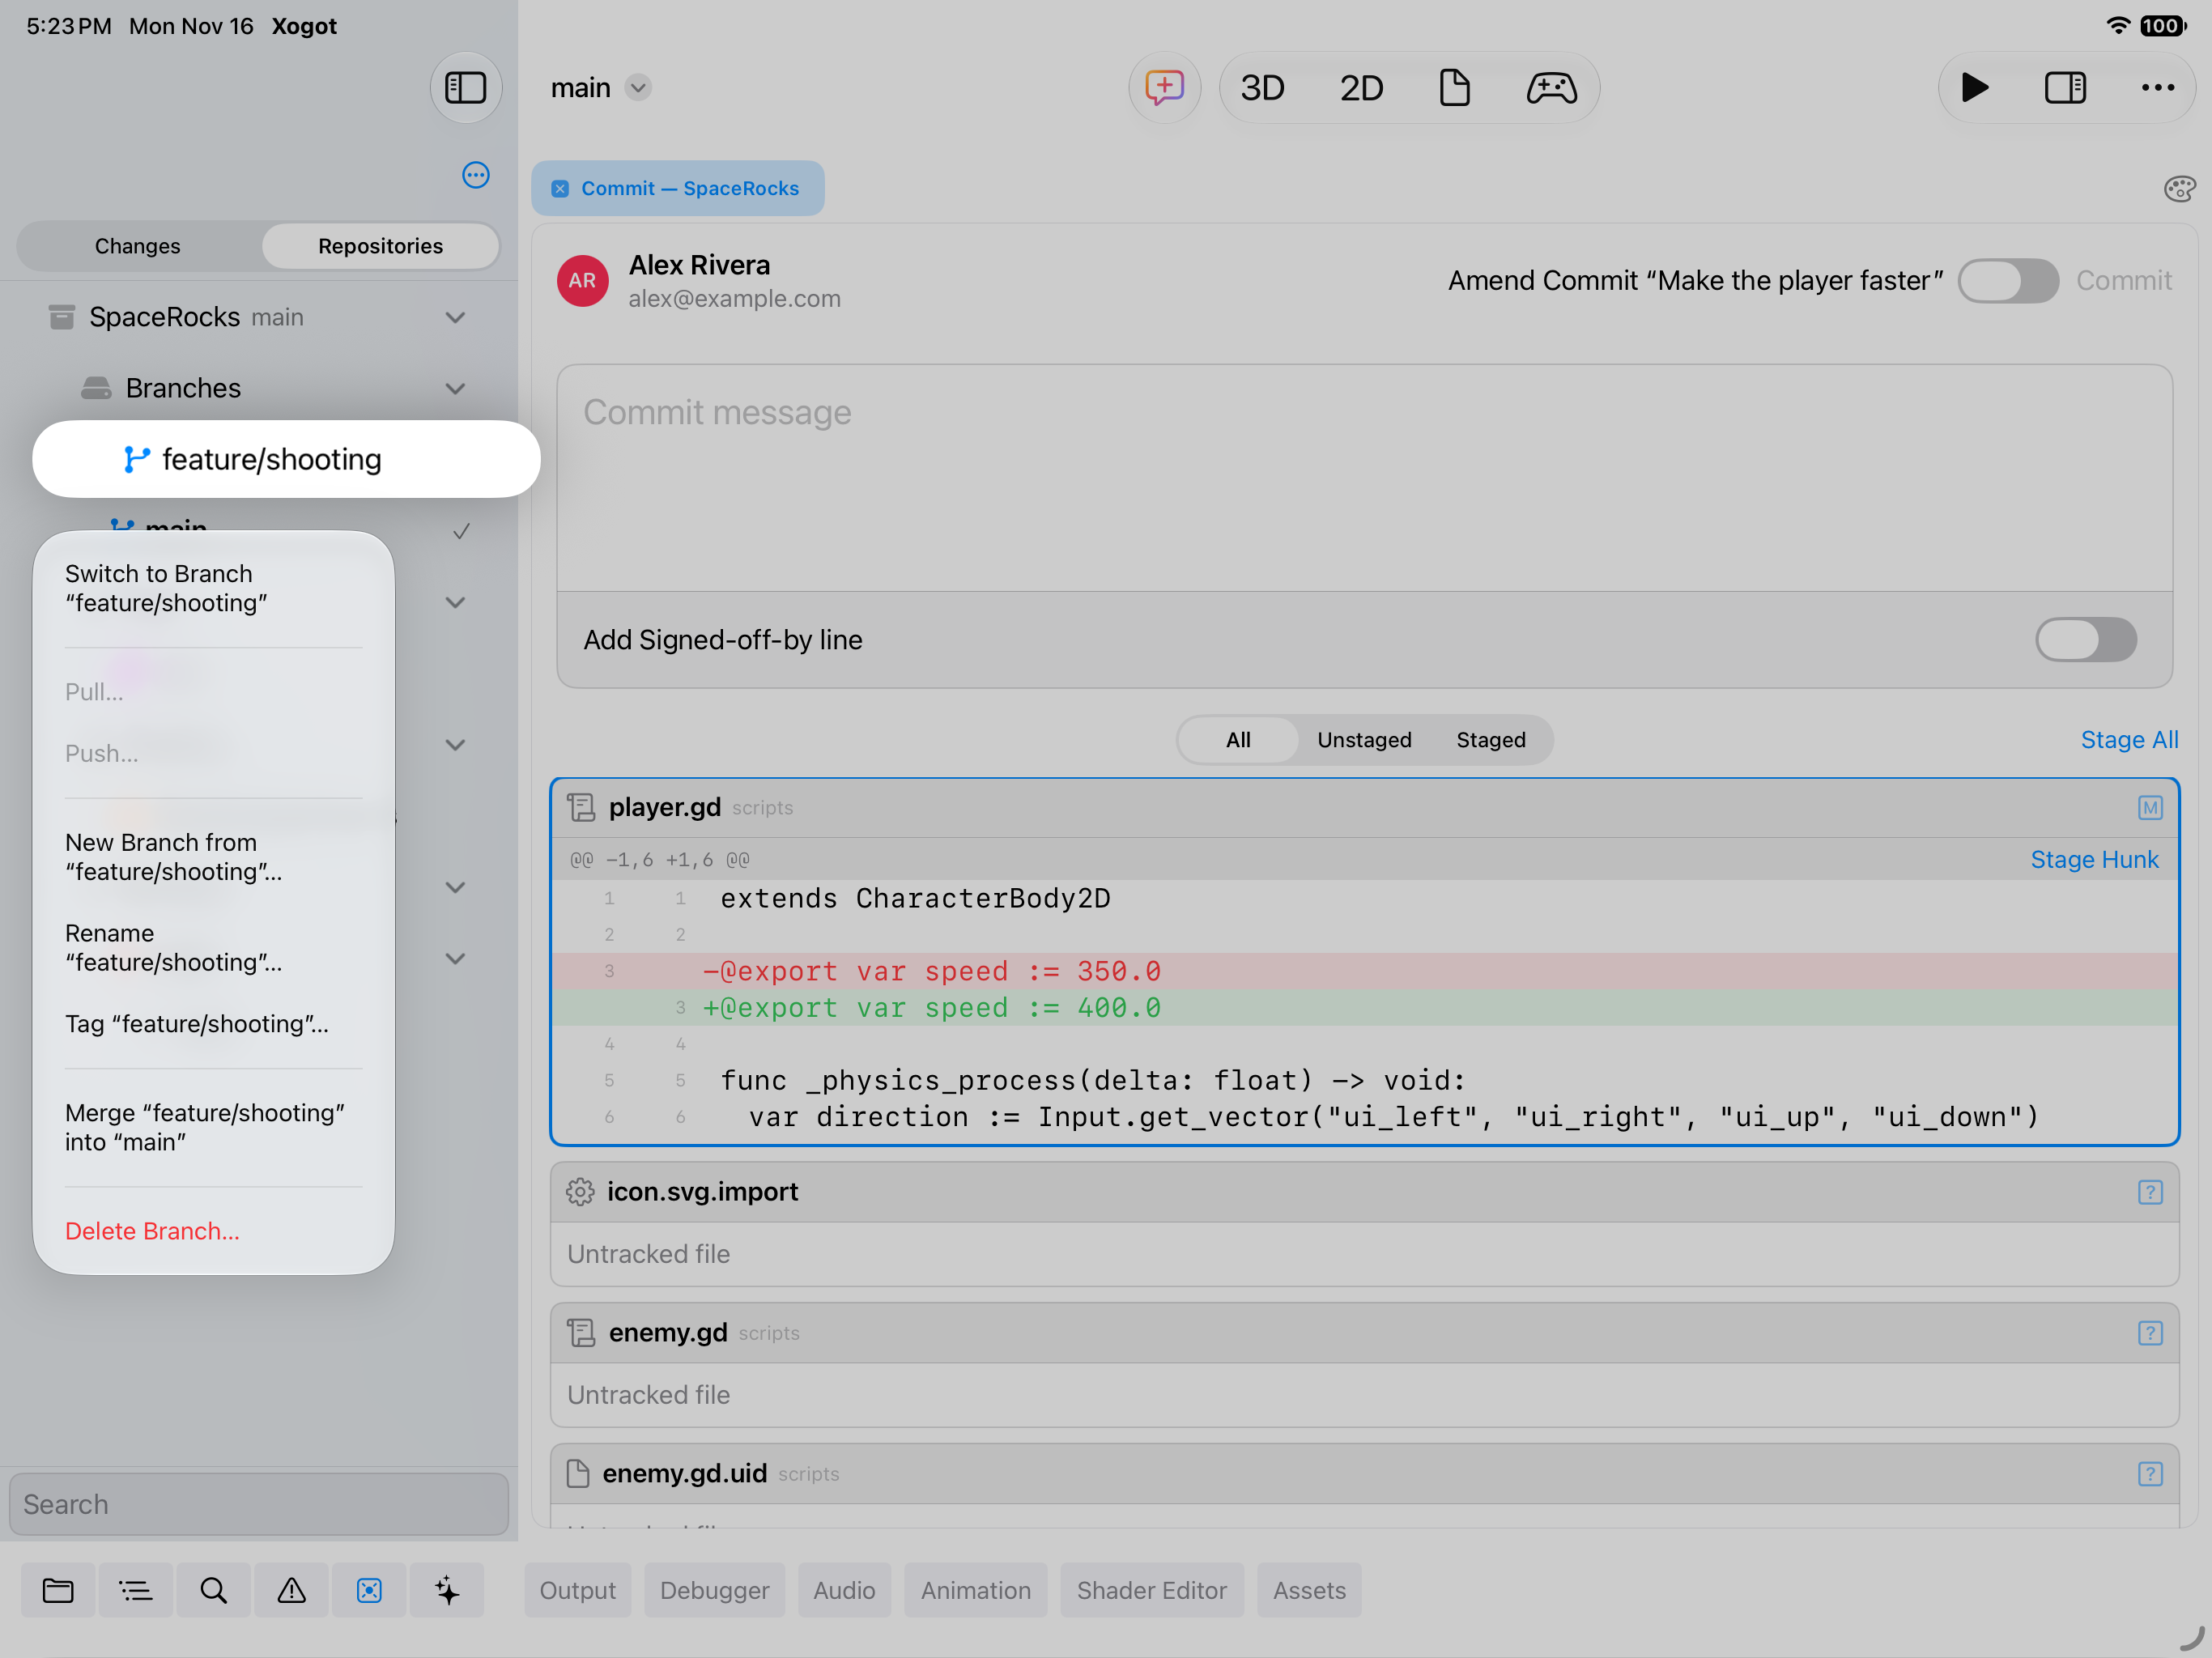 5:23 PM Mon Nov 16 Xogot
100
main
3D
2D
Commit — SpaceRocks
Changes
Repositories
SpaceRocks main
Branches
feature/shooting
main
Switch to Branch
“feature/shooting”
Pull...
Push...
New Branch from
“feature/shooting”...
Rename
“feature/shooting”...
Tag “feature/shooting”...
Merge “feature/shooting”
into “main”
Delete Branch...
Search
AR
Alex Rivera
alex@example.com
Amend Commit “Make the player faster”
Commit
Commit message
Add Signed-off-by line
All
Unstaged
Staged
Stage All
player.gd scripts
M
@@ -1,6 +1,6 @@
Stage Hunk
1 1 extends CharacterBody2D
2 2
3 -@export var speed := 350.0
3 +@export var speed := 400.0
4 4
5 5 func _physics_process(delta: float) -> void:
6 6 var direction := Input.get_vector("ui_left", "ui_right", "ui_up", "ui_down")
icon.svg.import
?
Untracked file
enemy.gd scripts
?
Untracked file
enemy.gd.uid scripts
?
Output
Debugger
Audio
Animation
Shader Editor
Assets